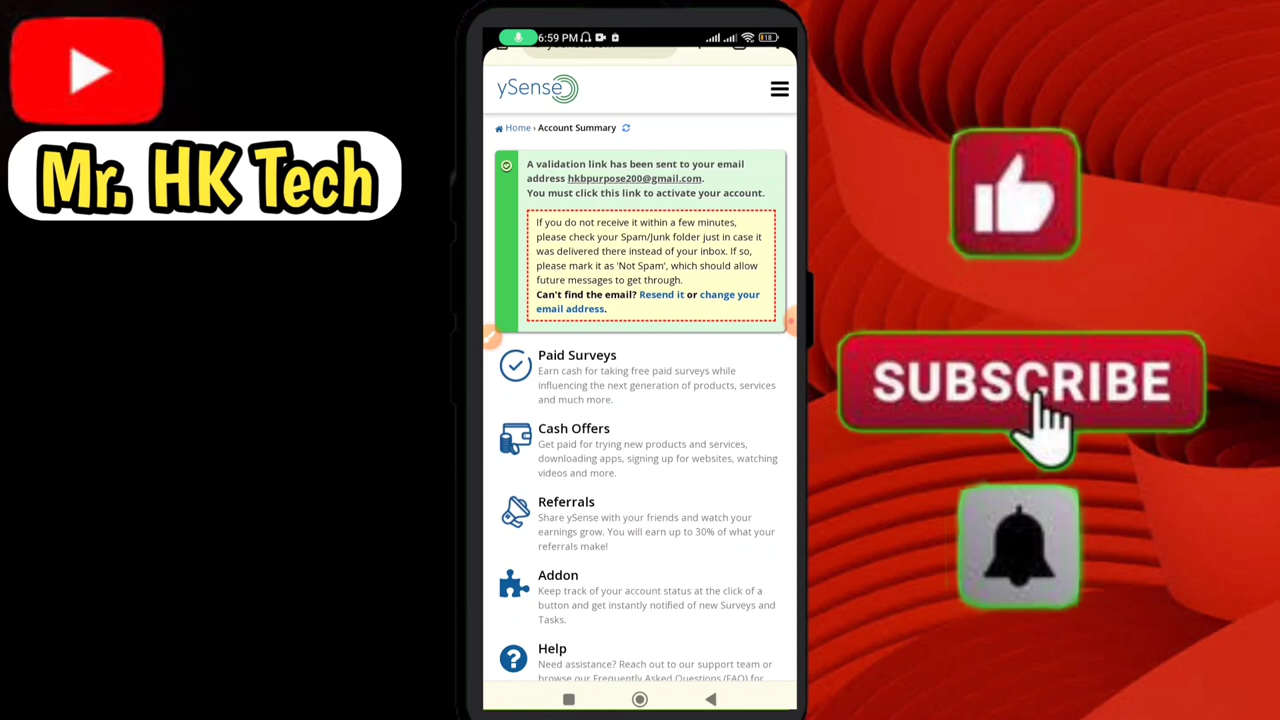 Mr. HK Tech
6:59 PM
18
ySense
Home › Account Summary
A validation link has been sent to your email
address hkbpurpose200@gmail.com.
You must click this link to activate your account.
If you do not receive it within a few minutes,
please check your Spam/Junk folder just in case it
was delivered there instead of your inbox. If so,
please mark it as 'Not Spam', which should allow
future messages to get through.
Can't find the email? Resend it or change your
email address.
Paid Surveys
Earn cash for taking free paid surveys while
influencing the next generation of products, services
and much more.
Cash Offers
Get paid for trying new products and services,
downloading apps, signing up for websites, watching
videos and more.
Referrals
Share ySense with your friends and watch your
earnings grow. You will earn up to 30% of what your
referrals make!
Addon
Keep track of your account status at the click of a
button and get instantly notified of new Surveys and
Tasks.
Help
Need assistance? Reach out to our support team or
browse our Frequently Asked Questions (FAQ) for
SUBSCRIBE